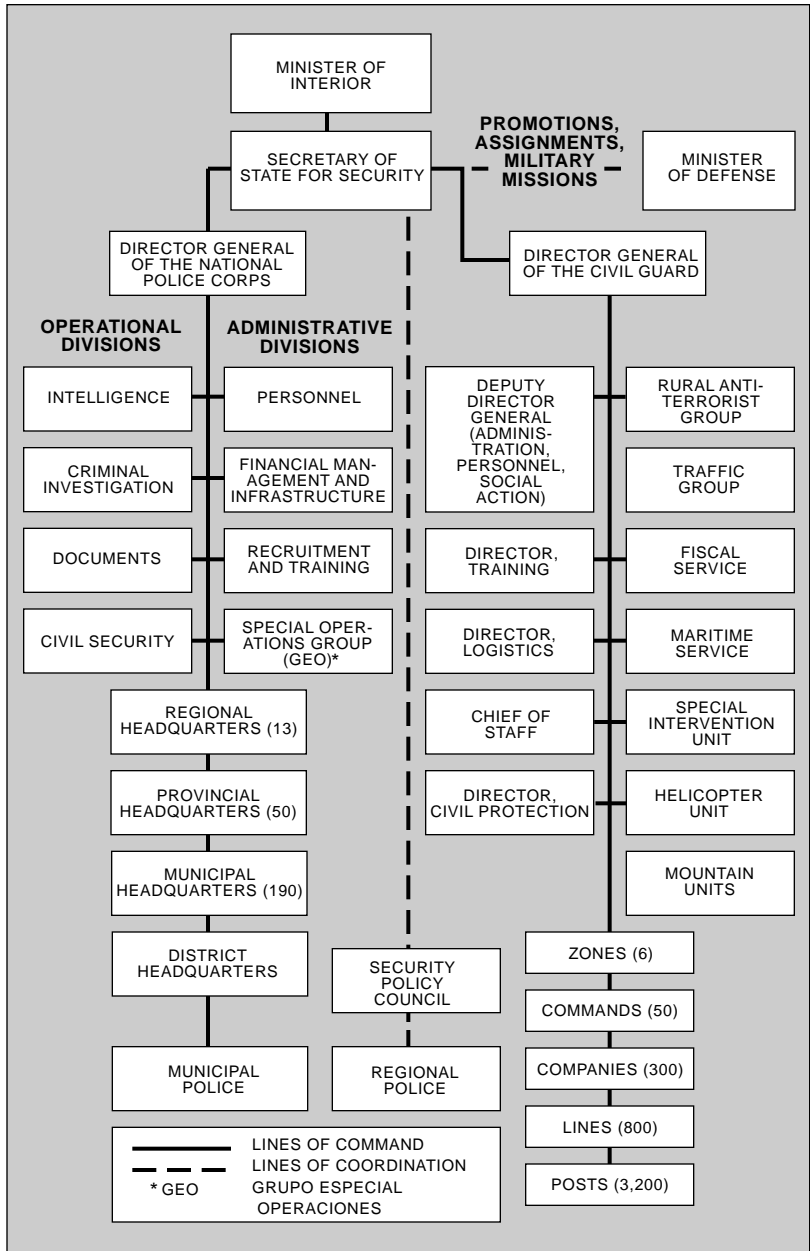 MINISTER OF
INTERIOR
SECRETARY OF
STATE FOR SECURITY
PROMOTIONS,
ASSIGNMENTS,
MILITARY
MISSIONS
MINISTER
OF DEFENSE
DIRECTOR GENERAL
OF THE NATIONAL
POLICE CORPS
DIRECTOR GENERAL
OF THE CIVIL GUARD
OPERATIONAL
DIVISIONS
ADMINISTRATIVE
DIVISIONS
INTELLIGENCE
PERSONNEL
CRIMINAL
INVESTIGATION
FINANCIAL MAN-
AGEMENT AND
INFRASTRUCTURE
DOCUMENTS
RECRUITMENT
AND TRAINING
CIVIL SECURITY
SPECIAL OPER-
ATIONS GROUP
(GEO)*
REGIONAL
HEADQUARTERS (13)
PROVINCIAL
HEADQUARTERS (50)
MUNICIPAL
HEADQUARTERS (190)
DISTRICT
HEADQUARTERS
MUNICIPAL
POLICE
SECURITY
POLICY
COUNCIL
REGIONAL
POLICE
DEPUTY
DIRECTOR
GENERAL
(ADMINIS-
TRATION,
PERSONNEL,
SOCIAL
ACTION)
RURAL ANTI-
TERRORIST
GROUP
TRAFFIC
GROUP
DIRECTOR,
TRAINING
FISCAL
SERVICE
DIRECTOR,
LOGISTICS
MARITIME
SERVICE
CHIEF OF
STAFF
SPECIAL
INTERVENTION
UNIT
DIRECTOR,
CIVIL PROTECTION
HELICOPTER
UNIT
MOUNTAIN
UNITS
ZONES (6)
COMMANDS (50)
COMPANIES (300)
LINES (800)
POSTS (3,200)
LINES OF COMMAND
LINES OF COORDINATION
* GEO GRUPO ESPECIAL
OPERACIONES